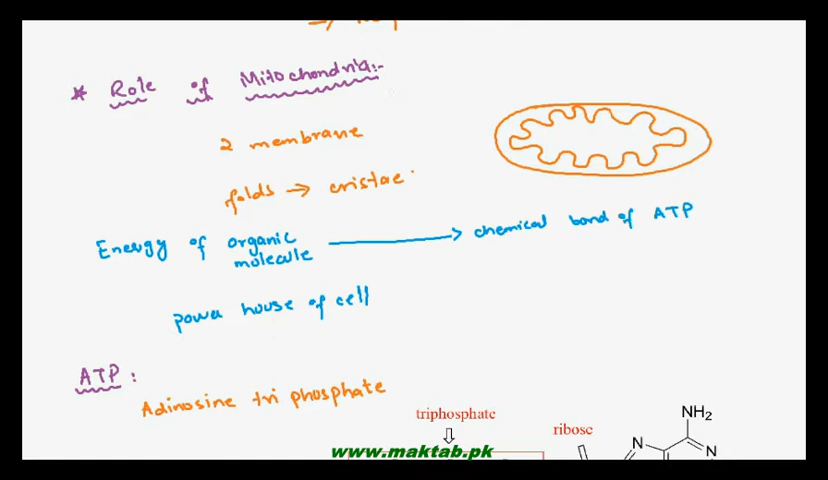 * Role of Mitochondria:-
2 membrane
folds → cristae
Energy of organic molecule → chemical bond of ATP
power house of cell
ATP :
Adinosine tri phosphate
triphosphate
ribose
NH2
N
N
www.maktab.pk